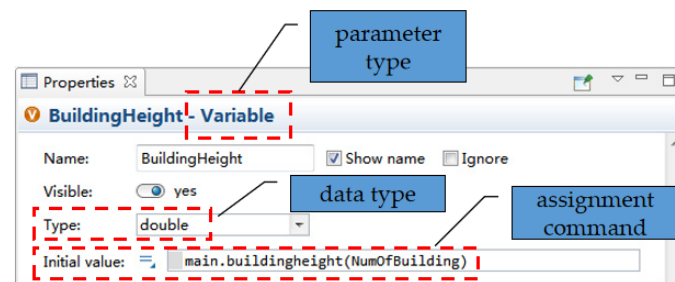 parameter
type
Properties
BuildingHeight - Variable
Name: BuildingHeight Show name Ignore
Visible: yes
data type
assignment
command
Type: double
Initial value: main.buildingheight(NumOfBuilding)